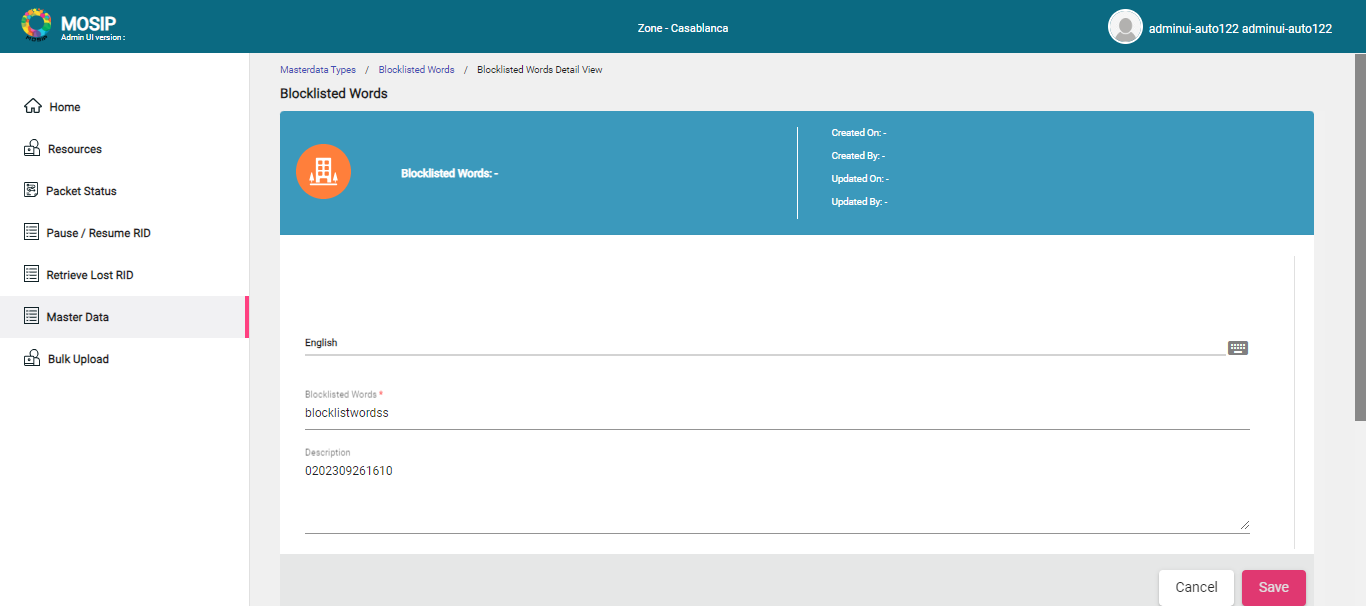 MOSIP
Admin UI version :
Zone - Casablanca
adminui-auto122 adminui-auto122
Home
Resources
Packet Status
Pause / Resume RID
Retrieve Lost RID
Master Data
Bulk Upload
Masterdata Types / Blocklisted Words / Blocklisted Words Detail View
Blocklisted Words
Blocklisted Words: -
Created On: -
Created By: -
Updated On: -
Updated By: -
English
Blocklisted Words *
blocklistwordss
Description
0202309261610
Cancel
Save